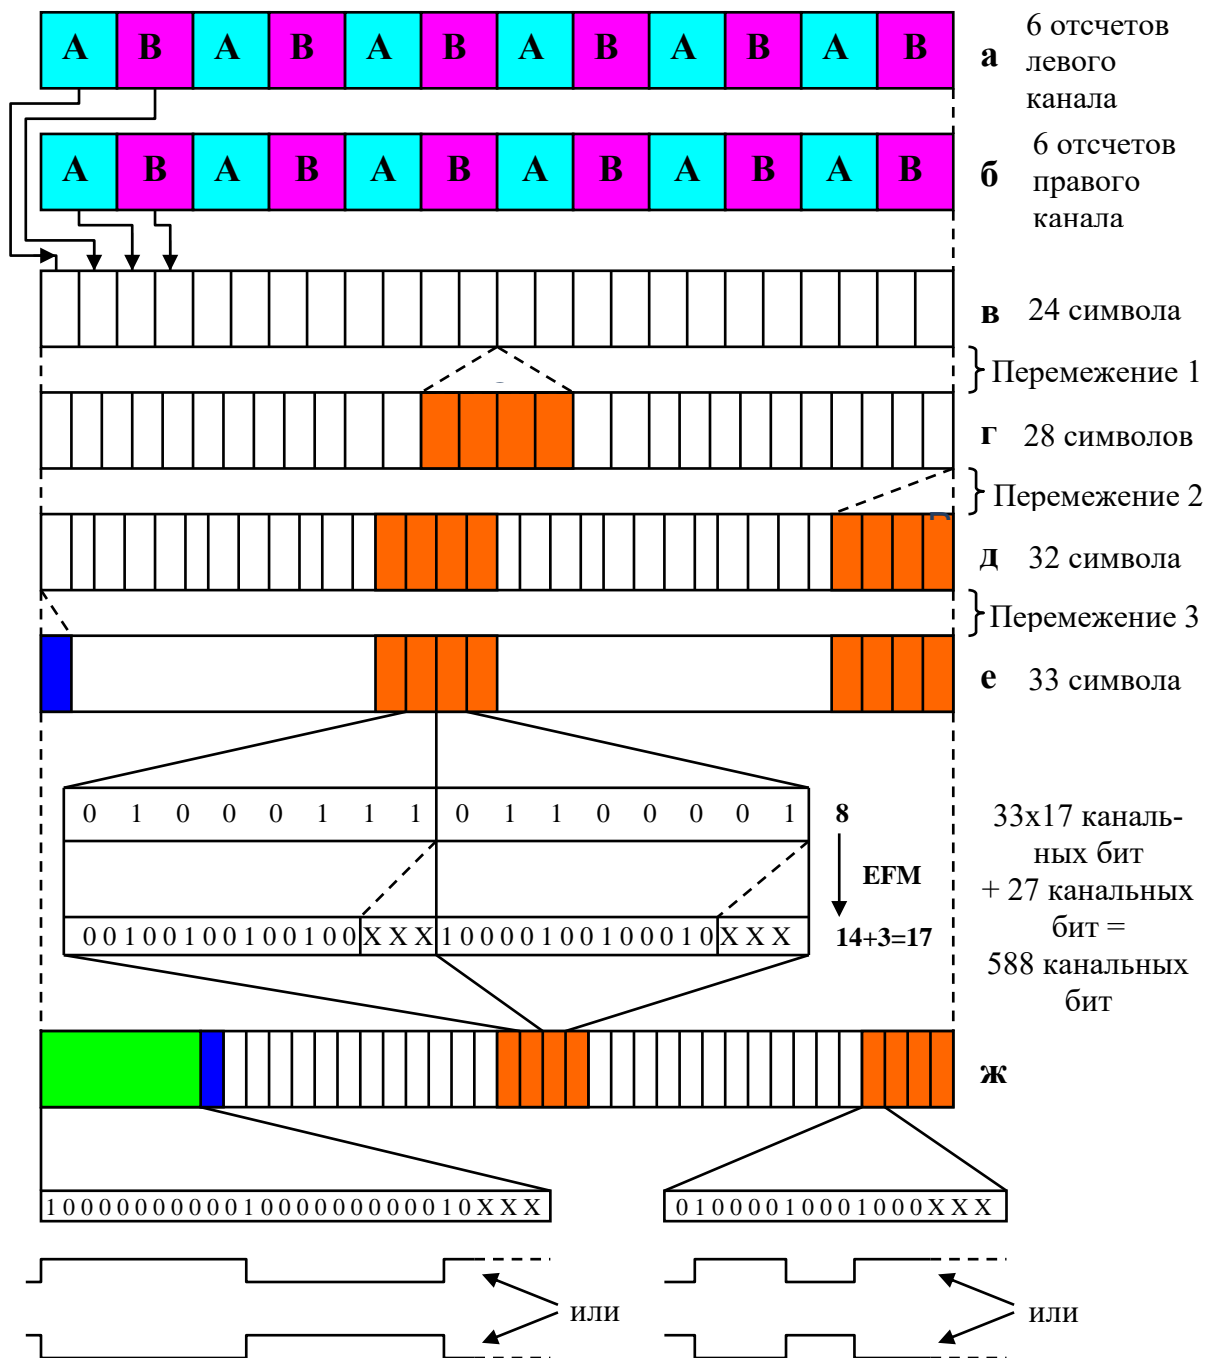 A B A B A B A B A B A B
а
6 отсчетов
левого
канала
A B A B A B A B A B A B
б
6 отсчетов
правого
канала
в 24 символа
Перемежение 1
г 28 символов
Перемежение 2
д 32 символа
Перемежение 3
е 33 символа
0 1 0 0 0 1 1 1 0 1 1 0 0 0 0 1
8
EFM
0 0 1 0 0 1 0 0 1 0 0 1 0 0 X X X 1 0 0 0 0 1 0 0 1 0 0 0 1 0 X X X
14+3=17
33х17 каналь-
ных бит
+ 27 канальных
бит =
588 канальных
бит
ж
1 0 0 0 0 0 0 0 0 0 0 1 0 0 0 0 0 0 0 0 0 0 1 0 X X X
0 1 0 0 0 0 1 0 0 0 1 0 0 0 X X X
или
или